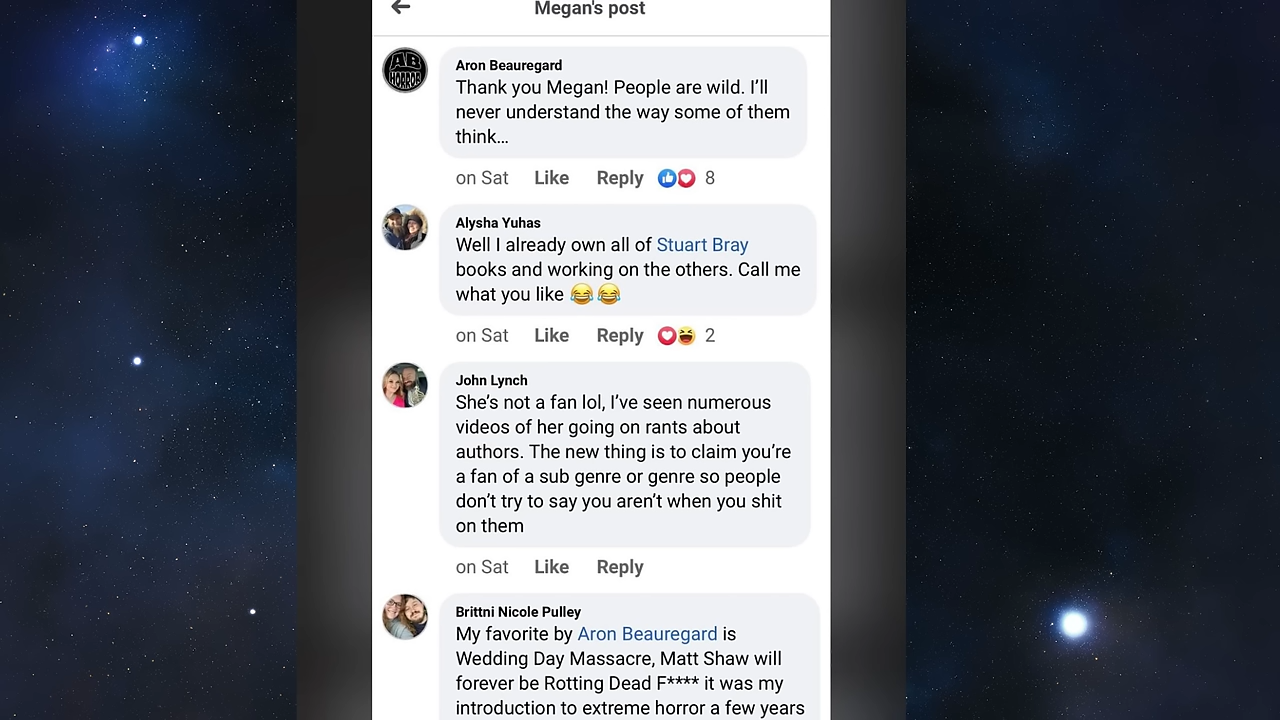 Megan's post
AB
HORROR
Aron Beauregard
Thank you Megan! People are wild. I'll
never understand the way some of them
think...
on Sat Like Reply 8
Alysha Yuhas
Well I already own all of Stuart Bray
books and working on the others. Call me
what you like 😂😂
on Sat Like Reply 2
John Lynch
She's not a fan lol, I've seen numerous
videos of her going on rants about
authors. The new thing is to claim you're
a fan of a sub genre or genre so people
don't try to say you aren't when you shit
on them
on Sat Like Reply
Brittni Nicole Pulley
My favorite by Aron Beauregard is
Wedding Day Massacre, Matt Shaw will
forever be Rotting Dead F**** it was my
introduction to extreme horror a few years